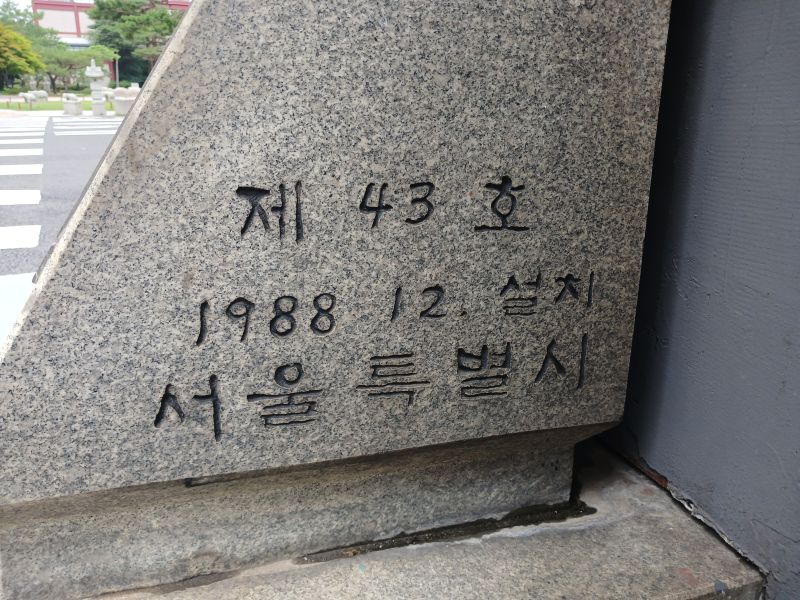 제 43 호
1988 12. 설치
서울특별시